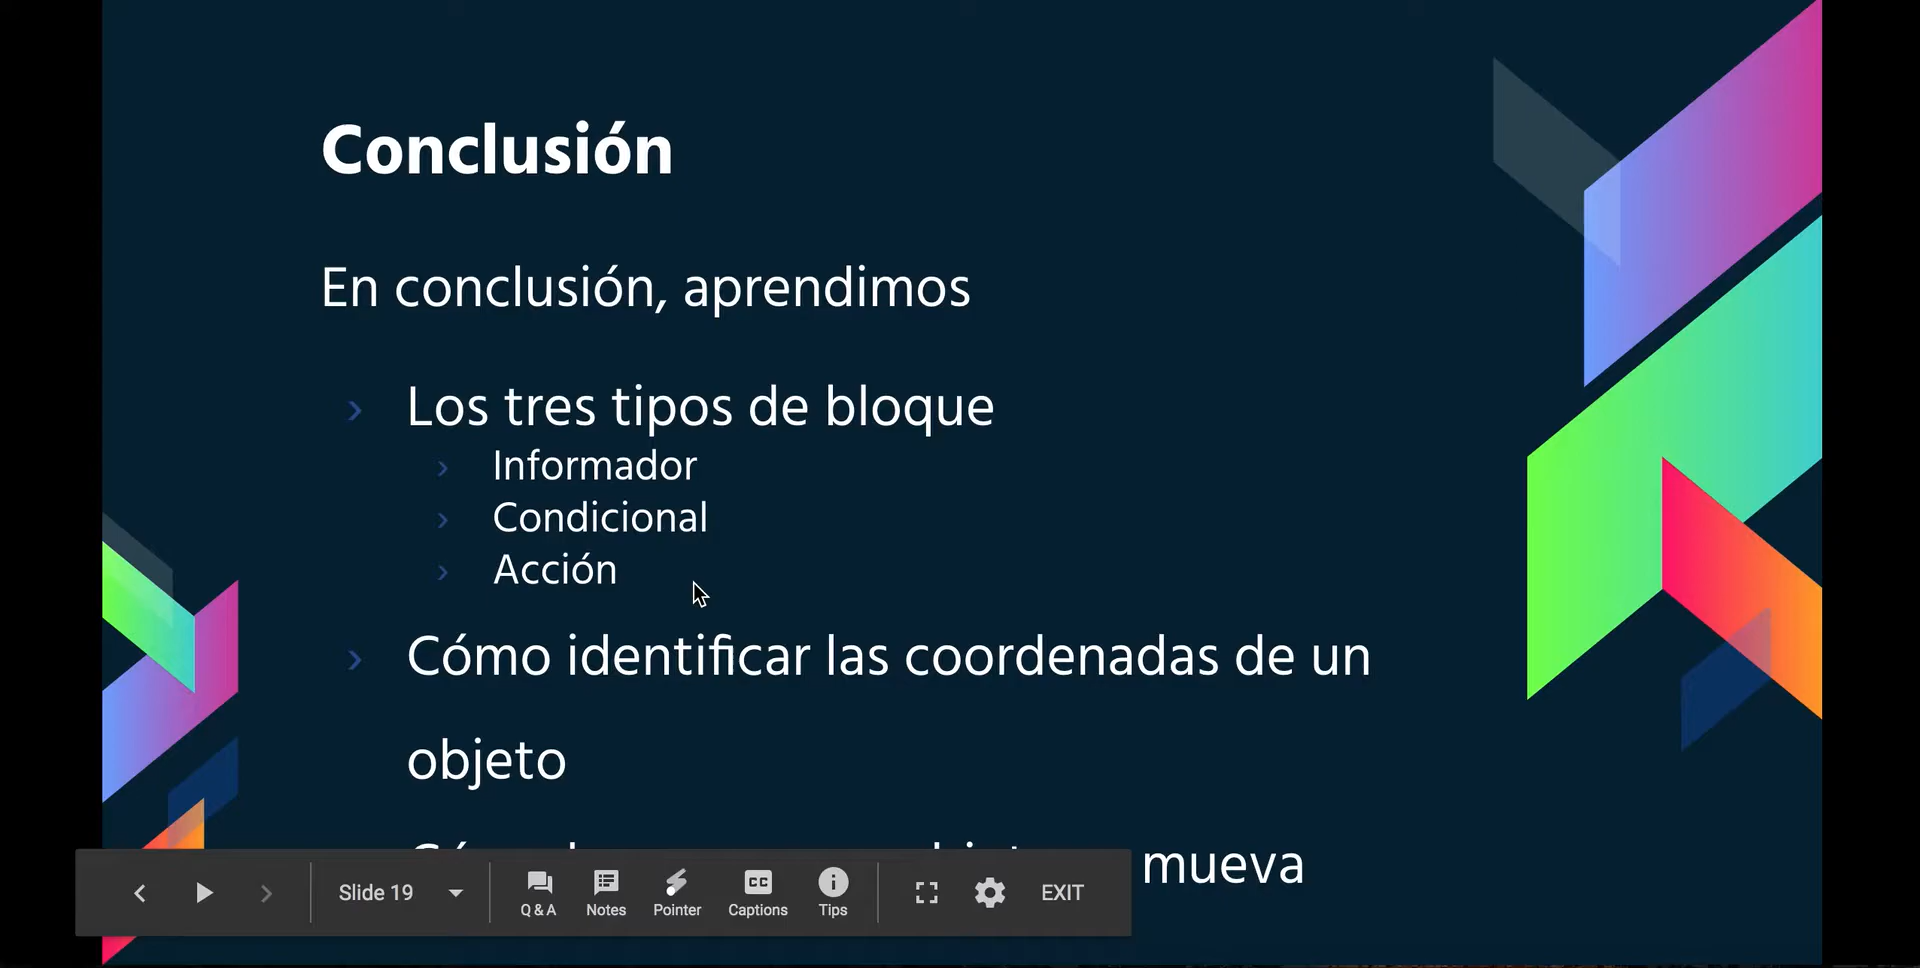 Conclusión
En conclusión, aprendimos
› Los tres tipos de bloque
› Informador
› Condicional
› Acción
› Cómo identificar las coordenadas de un
objeto
mueva
Slide 19
Q & A
Notes
Pointer
CC
Captions
Tips
EXIT